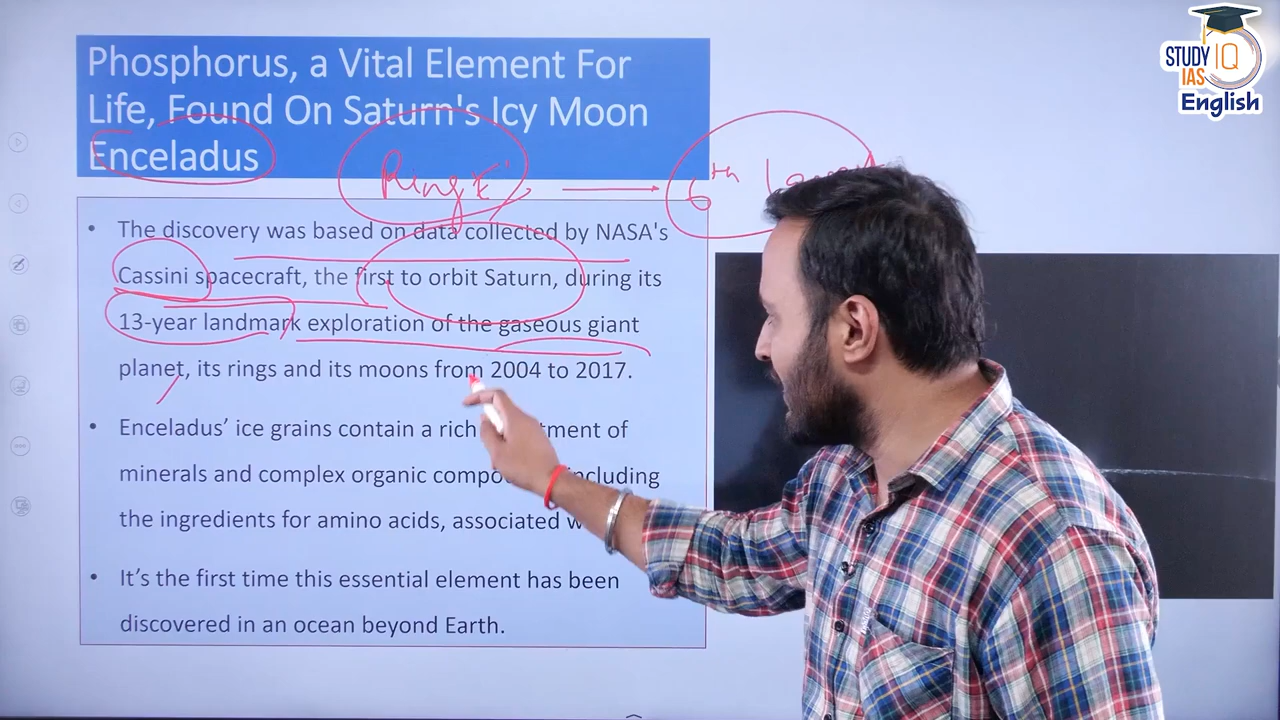 STUDY IQ
IAS
English
Phosphorus, a Vital Element For
Life, Found On Saturn's Icy Moon
Enceladus
Ring 'E'
6th
• The discovery was based on data collected by NASA's
Cassini spacecraft, the first to orbit Saturn, during its
13-year landmark exploration of the gaseous giant
planet, its rings and its moons from 2004 to 2017.
• Enceladus’ ice grains contain a rich of
minerals and complex organic
the ingredients for amino acids, associated
• It’s the first time this essential element has been
discovered in an ocean beyond Earth.